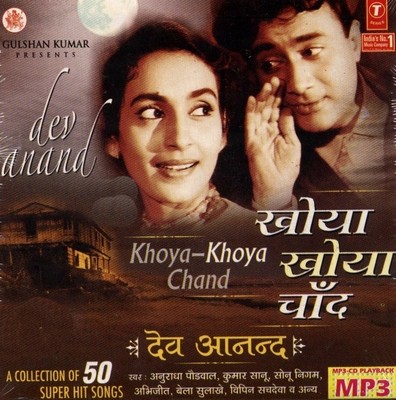 GULSHAN KUMAR
PRESENTS
T
SERIES
India's No.1
Music Company
dev
anand
खोया
खोया
चाँद
Khoya-Khoya
Chand
देव आनन्द
A COLLECTION OF 50
SUPER HIT SONGS
स्वर : अनुराधा पौडवाल, कुमार सानू, सोनू निगम,
अभिजीत, बेला सुलाखे, विपिन सचदेवा व अन्य
MP3-CD PLAYBACK
MP3